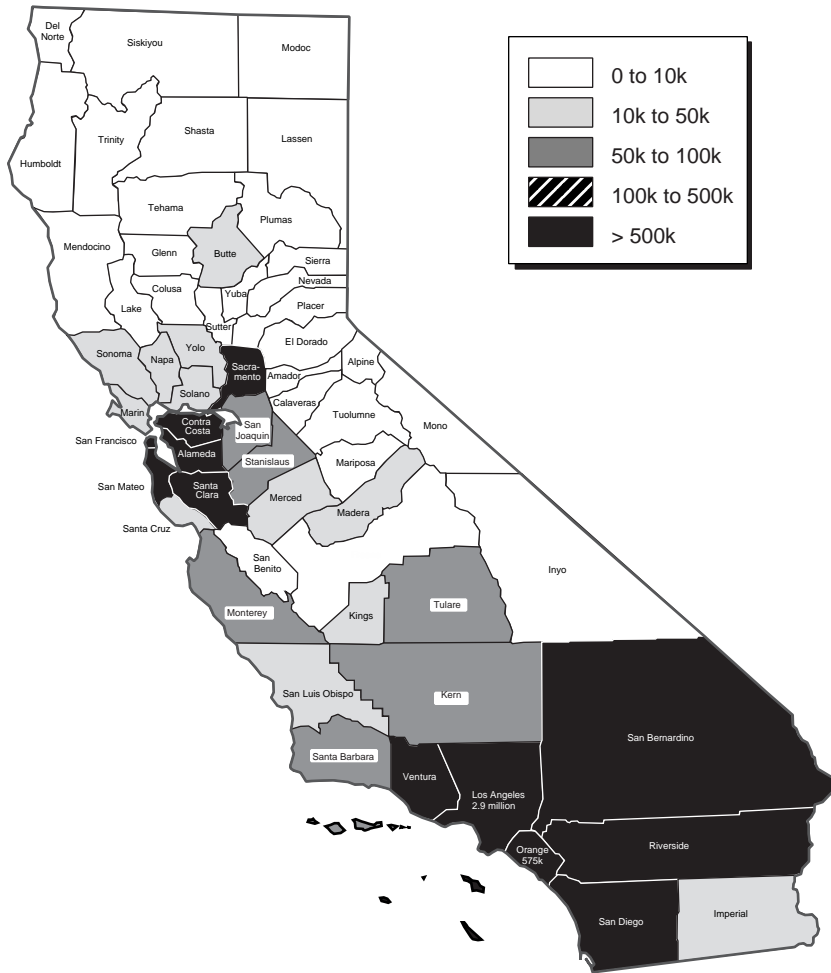 Del
Norte
Siskiyou
Modoc
0 to 10k
10k to 50k
50k to 100k
100k to 500k
> 500k
Humboldt
Trinity
Shasta
Lassen
Tehama
Plumas
Mendocino
Glenn
Butte
Sierra
Nevada
Colusa
Yuba
Placer
Lake
Sutter
El Dorado
Sonoma
Napa
Yolo
Sacra-
mento
Alpine
Amador
Solano
Calaveras
Marin
Tuolumne
Mono
San Francisco
Contra
Costa
San
Joaquin
Alameda
Stanislaus
Mariposa
San Mateo
Santa
Clara
Merced
Madera
Santa Cruz
San
Benito
Inyo
Monterey
Kings
Tulare
San Luis Obispo
Kern
San Bernardino
Santa Barbara
Ventura
Los Angeles
2.9 million
Orange
575k
Riverside
San Diego
Imperial